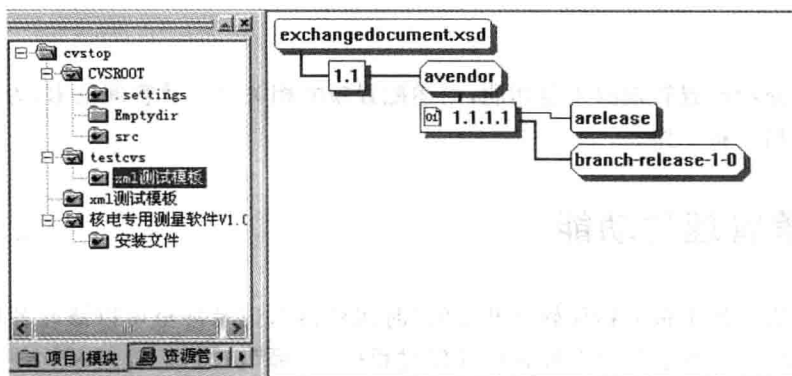 cvstop
CVSROOT
.settings
Emptydir
src
testcvs
xml测试模板
xml测试模板
核电专用测量软件V1.0
安装文件
项目|模块
资源管
exchangedocument.xsd
1.1
avendor
1.1.1.1
arelease
branch-release-1-0